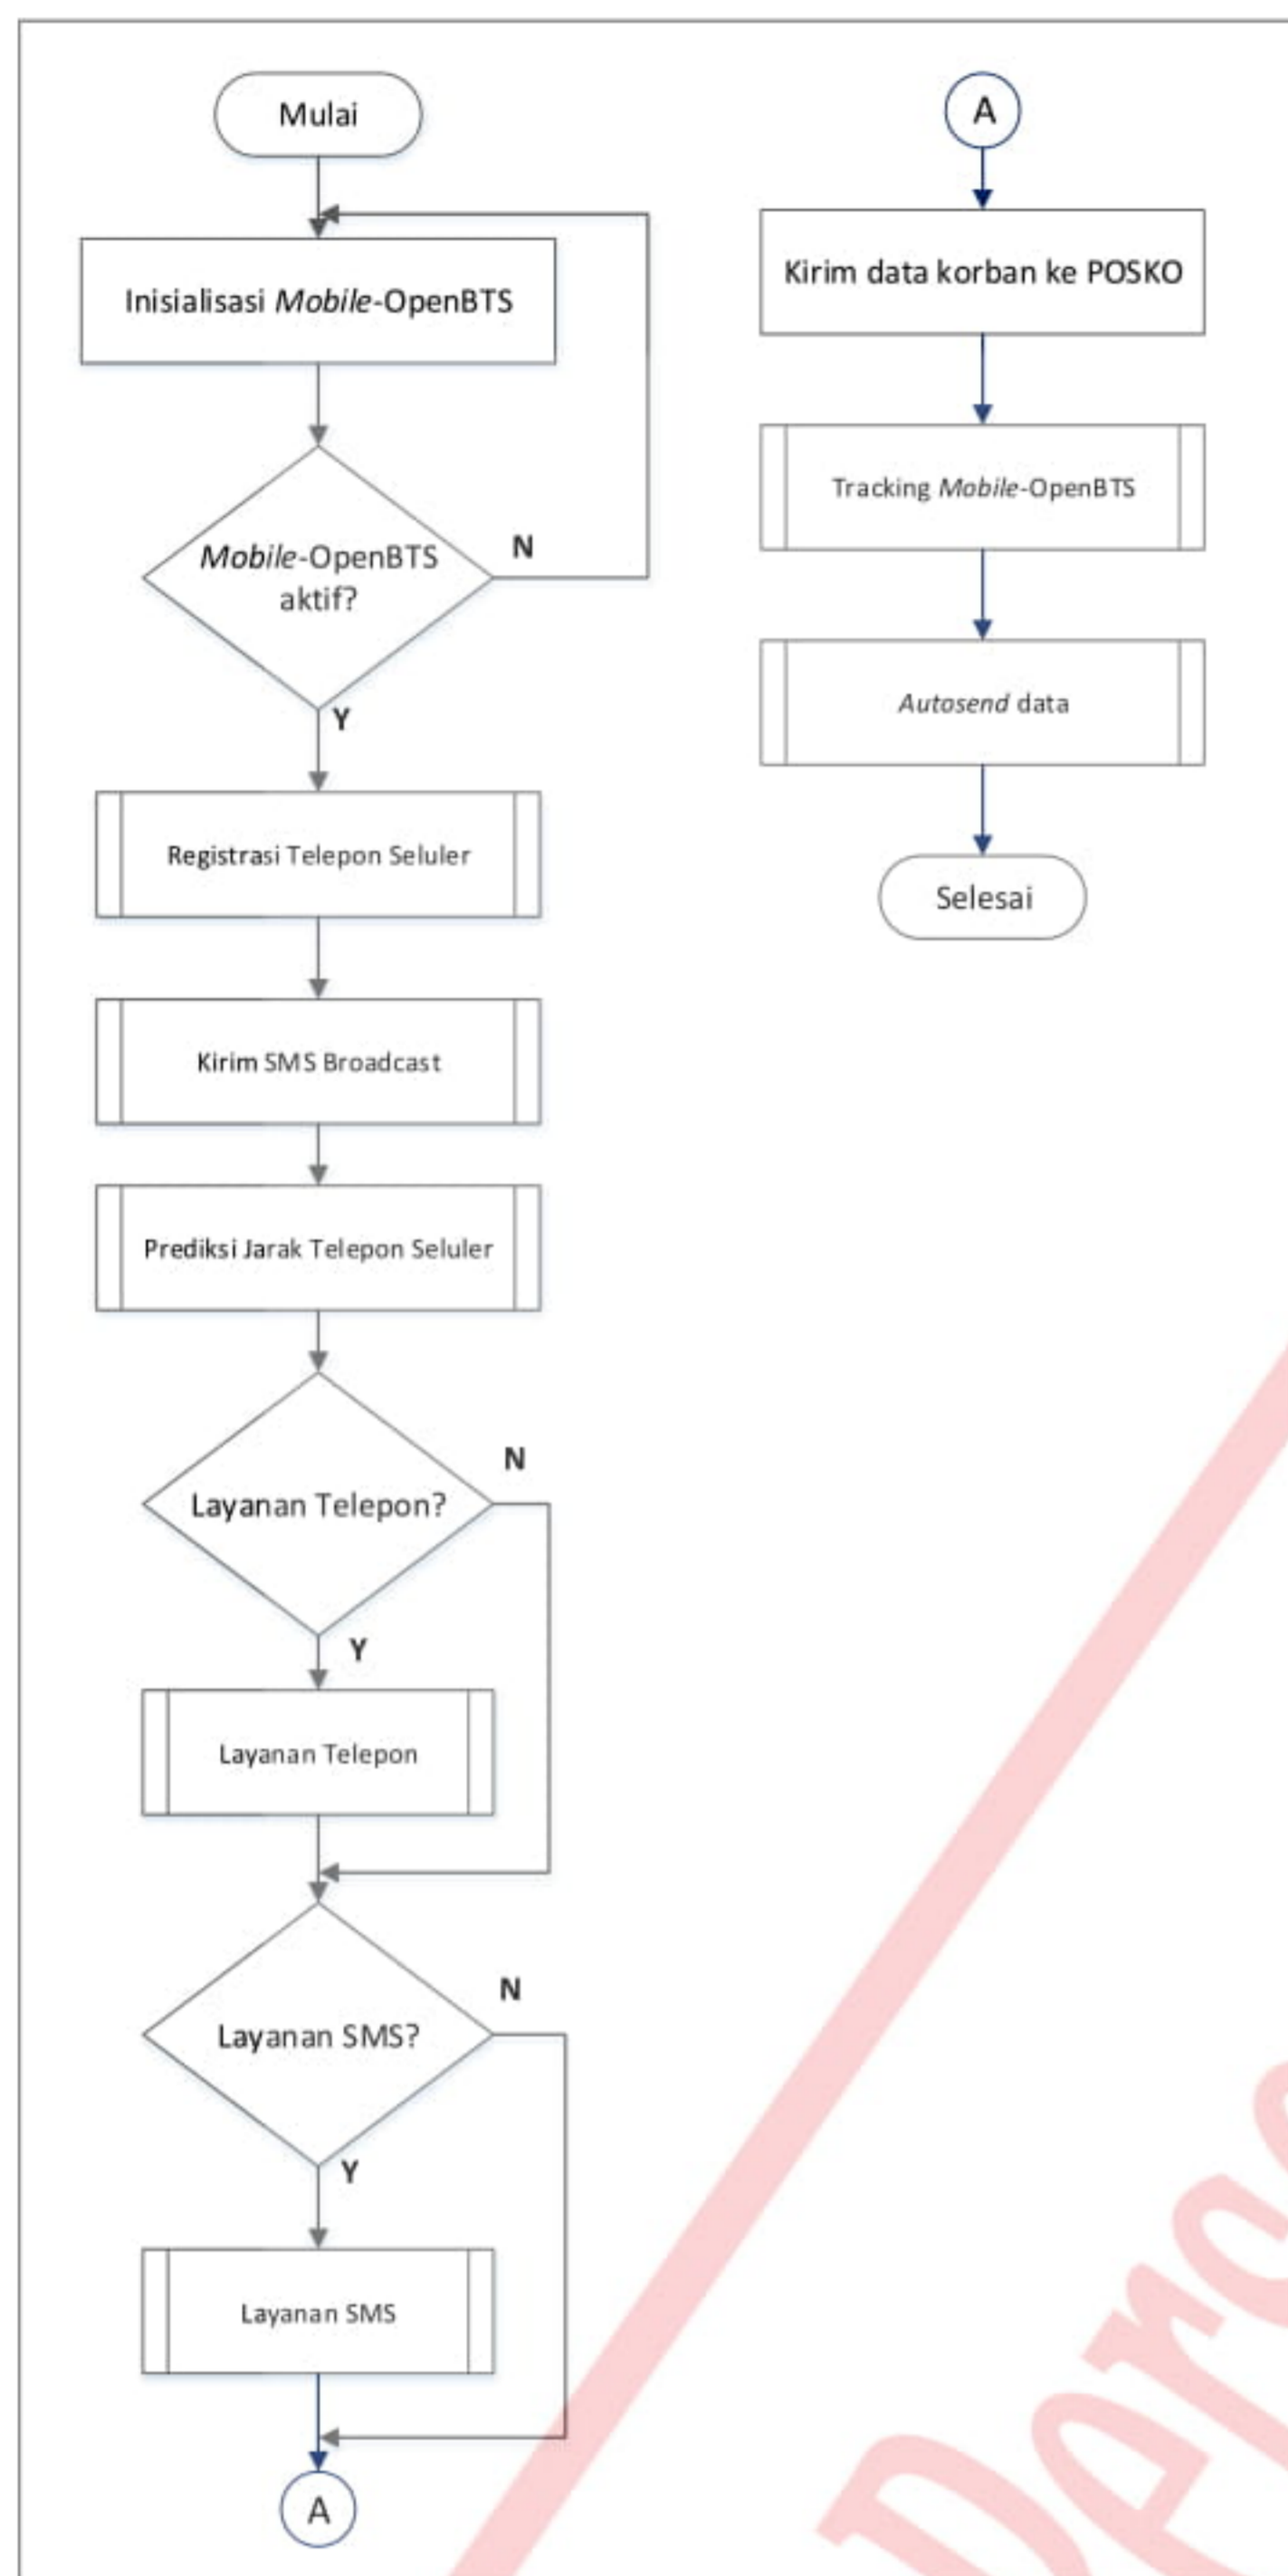 Mulai
Inisialisasi Mobile-OpenBTS
Mobile-OpenBTS
aktif?
N
Y
Registrasi Telepon Seluler
Kirim SMS Broadcast
Prediksi Jarak Telepon Seluler
Layanan Telepon?
N
Y
Layanan Telepon
Layanan SMS?
N
Y
Layanan SMS
A
A
Kirim data korban ke POSKO
Tracking Mobile-OpenBTS
Autosend data
Selesai